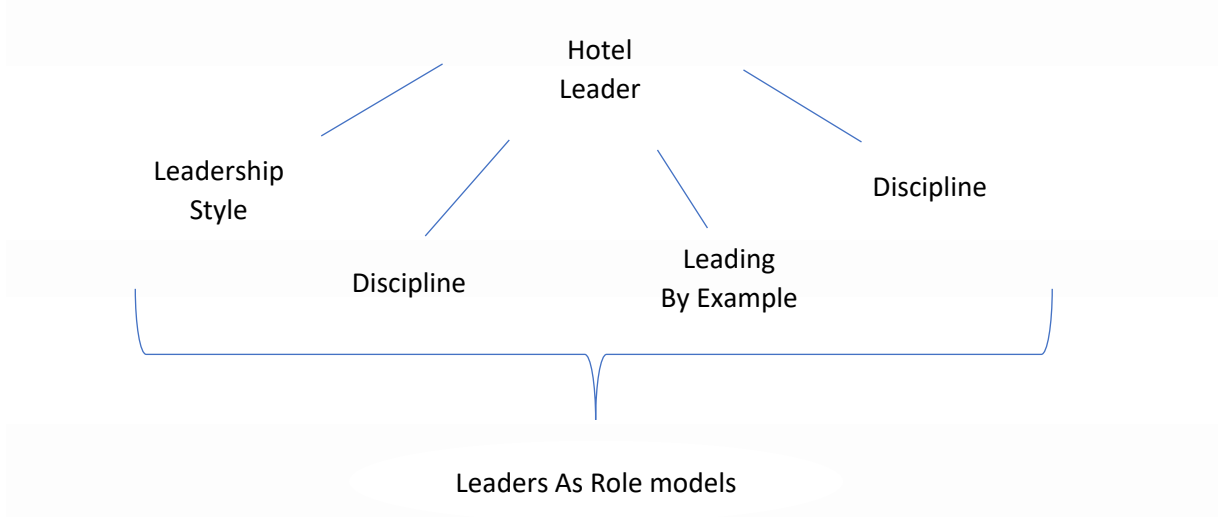 Hotel
Leader
Leadership
Style
Discipline
Discipline
Leading
By Example
Leaders As Role models